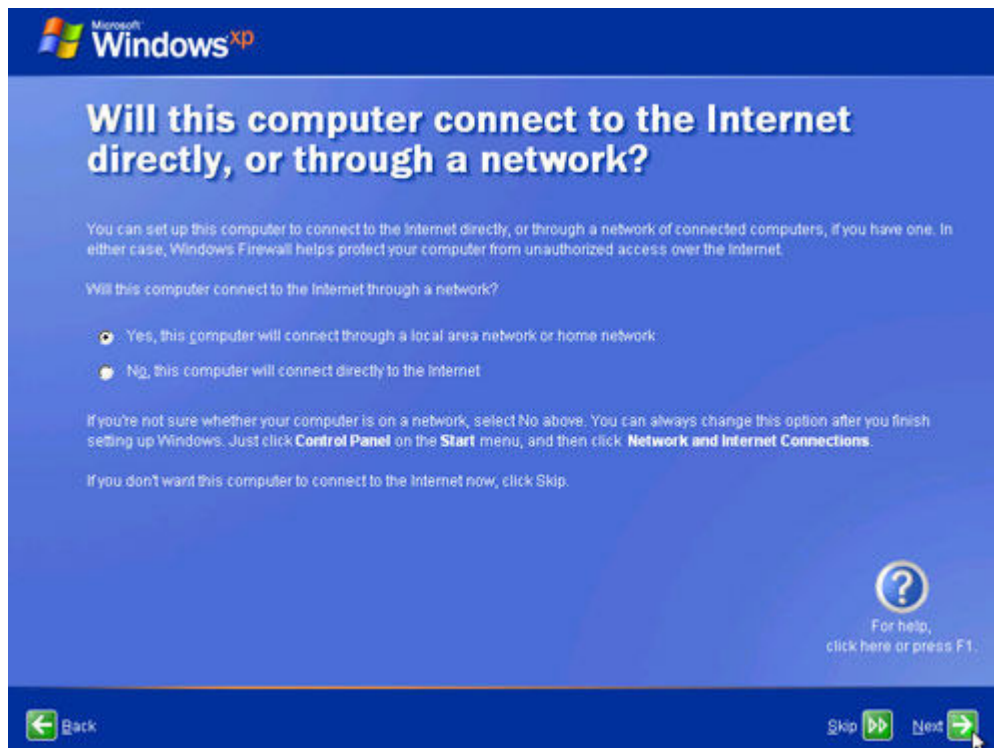 Microsoft
Windows xp
Will this computer connect to the Internet
directly, or through a network?
You can set up this computer to connect to the Internet directly, or through a network of connected computers, if you have one. In
either case, Windows Firewall helps protect your computer from unauthorized access over the Internet.
Will this computer connect to the Internet through a network?
Yes, this computer will connect through a local area network or home network
No, this computer will connect directly to the Internet
If you're not sure whether your computer is on a network, select No above. You can always change this option after you finish
setting up Windows. Just click Control Panel on the Start menu, and then click Network and Internet Connections.
If you don't want this computer to connect to the Internet now, click Skip.
?
For help,
click here or press F1.
Back
Skip
Next